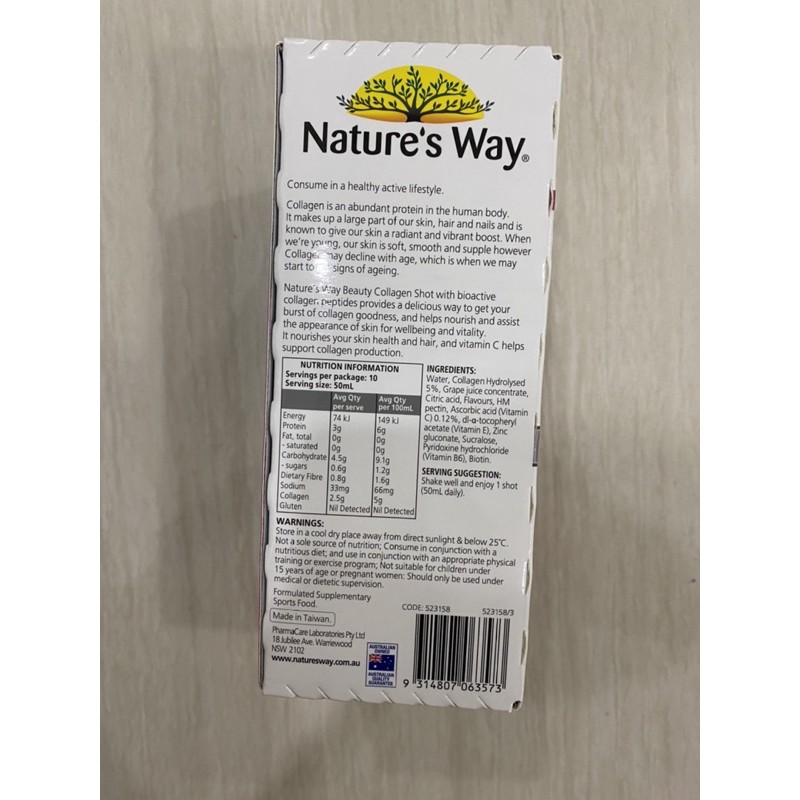 Nature's Way®
Consume in a healthy active lifestyle.
Collagen is an abundant protein in the human body.
It makes up a large part of our skin, hair and nails and is
known to give our skin a radiant and vibrant boost. When
we're young, our skin is soft, smooth and supple however
Collagen may decline with age, which is when we may
start to signs of ageing.
Nature's Way Beauty Collagen Shot with bioactive
collagen peptides provides a delicious way to get your
burst of collagen goodness, and helps nourish and assist
the appearance of skin for wellbeing and vitality.
It nourishes your skin health and hair, and vitamin C helps
support collagen production.
NUTRITION INFORMATION
Servings per package: 10
Serving size: 50mL
Avg Qty per serve Avg Qty per 100mL
Energy 74 kJ 149 kJ
Protein 3g 6g
Fat, total 0g 0g
- saturated 0g 0g
Carbohydrate 4.5g 9.1g
- sugars 0.6g 1.2g
Dietary Fibre 0.8g 1.6g
Sodium 33mg 66mg
Collagen 2.5g 5g
Gluten Nil Detected Nil Detected
INGREDIENTS:
Water, Collagen Hydrolysed
5%, Grape juice concentrate,
Citric acid, Flavours, HM
pectin, Ascorbic acid (Vitamin
C) 0.12%, dl-α-tocopheryl
acetate (Vitamin E), Zinc
gluconate, Sucralose,
Pyridoxine hydrochloride
(Vitamin B6), Biotin.
SERVING SUGGESTION:
Shake well and enjoy 1 shot
(50mL daily).
WARNINGS:
Store in a cool dry place away from direct sunlight & below 25°C.
Not a sole source of nutrition; Consume in conjunction with a
nutritious diet; and use in conjunction with an appropriate physical
training or exercise program; Not suitable for children under
15 years of age or pregnant women: Should only be used under
medical or dietetic supervision.
Formulated Supplementary
Sports Food.
Made in Taiwan.
PharmaCare Laboratories Pty Ltd
18 Jubilee Ave. Warriewood
NSW 2102
www.naturesway.com.au
AUSTRALIAN
OWNED
AUSTRALIAN
QUALITY
GUARANTEE
CODE: 523158 523158/3
9 314807 063573